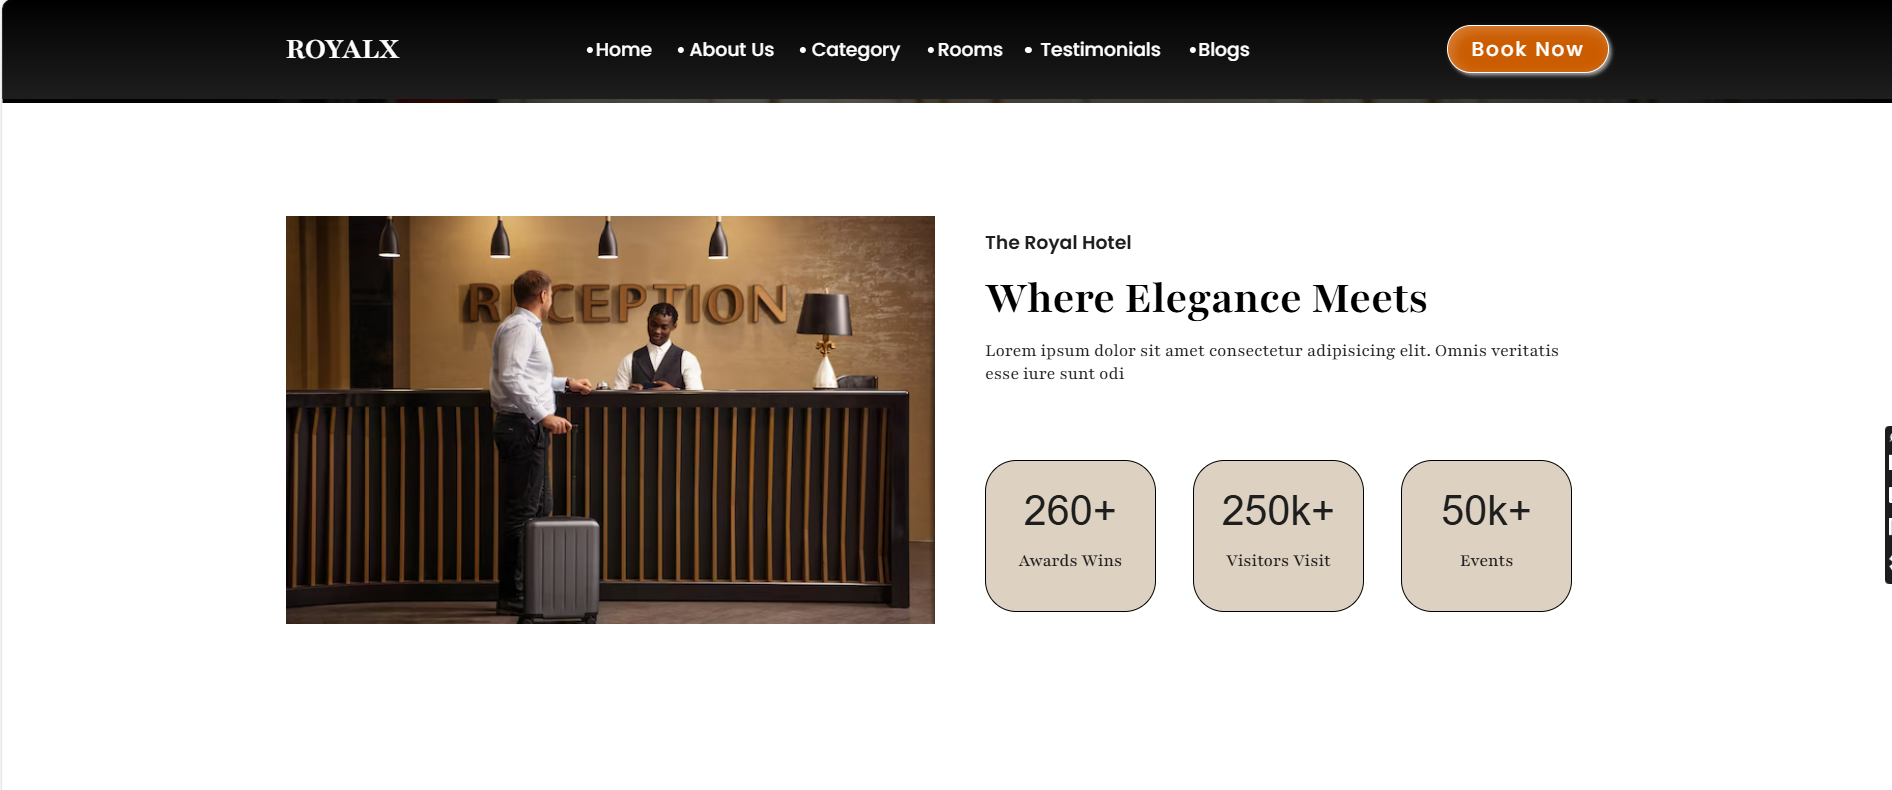 ROYALX
•Home • About Us • Category • Rooms • Testimonials •Blogs
Book Now
RECEPTION
The Royal Hotel
Where Elegance Meets
Lorem ipsum dolor sit amet consectetur adipisicing elit. Omnis veritatis
esse iure sunt odi
260+
Awards Wins
250k+
Visitors Visit
50k+
Events